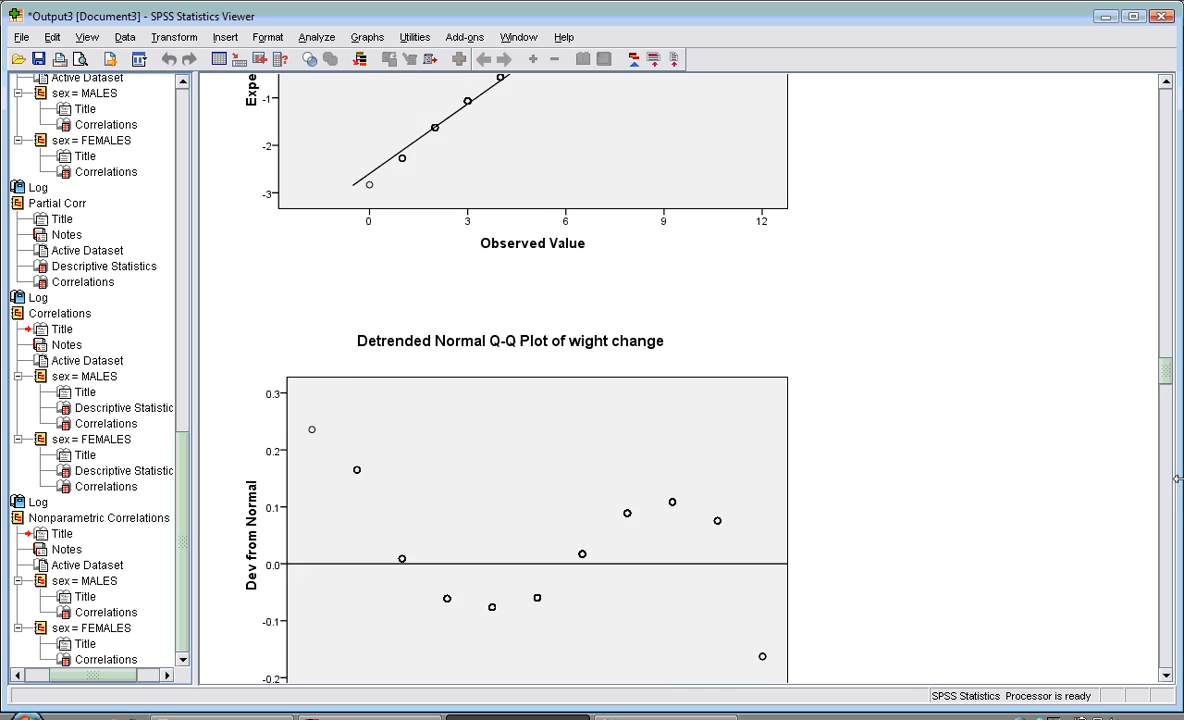 *Output3 [Document3] - SPSS Statistics Viewer
File Edit View Data Transform Insert Format Analyze Graphs Utilities Add-ons Window Help
Active Dataset
sex = MALES
Title
Correlations
sex = FEMALES
Title
Correlations
Log
Partial Corr
Title
Notes
Active Dataset
Descriptive Statistics
Correlations
Log
Correlations
Title
Notes
Active Dataset
sex = MALES
Title
Descriptive Statistic
Correlations
sex = FEMALES
Title
Descriptive Statistic
Correlations
Log
Nonparametric Correlations
Title
Notes
Active Dataset
sex = MALES
Title
Correlations
sex = FEMALES
Title
Correlations
Expe
-1
-2
-3
0 3 6 9 12
Observed Value
Detrended Normal Q-Q Plot of wight change
Dev from Normal
0.3
0.2
0.1
0.0
-0.1
-0.2
SPSS Statistics Processor is ready